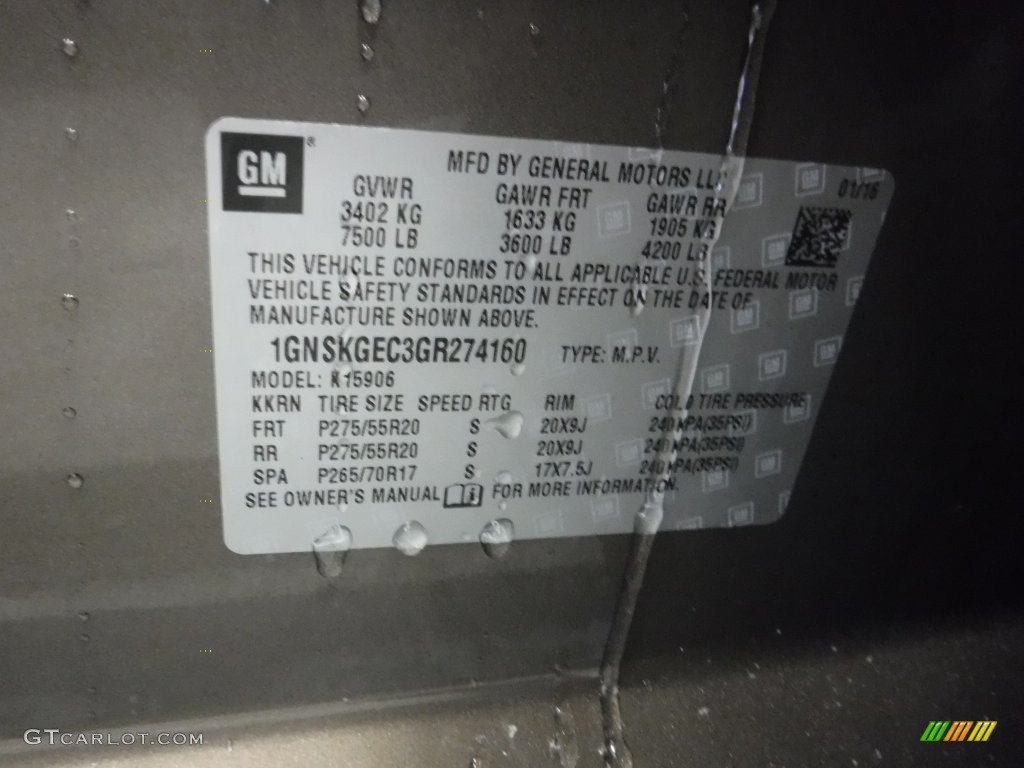 GM®
MFD BY GENERAL MOTORS LLC
01/16
GVWR GAWR FRT GAWR RR
3402 KG 1633 KG 1905 KG
7500 LB 3600 LB 4200 LB
THIS VEHICLE CONFORMS TO ALL APPLICABLE U.S. FEDERAL MOTOR
VEHICLE SAFETY STANDARDS IN EFFECT ON THE DATE OF
MANUFACTURE SHOWN ABOVE.
1GNSKGEC3GR274160 TYPE: M.P.V.
MODEL: K15906
KKRN TIRE SIZE SPEED RTG RIM COLD TIRE PRESSURE
FRT P275/55R20 S 20X9J 240 KPA(35PSI)
RR P275/55R20 S 20X9J 240 KPA(35PSI)
SPA P265/70R17 S 17X7.5J 240 KPA(35PSI)
SEE OWNER'S MANUAL FOR MORE INFORMATION.
GTCARLOT.COM